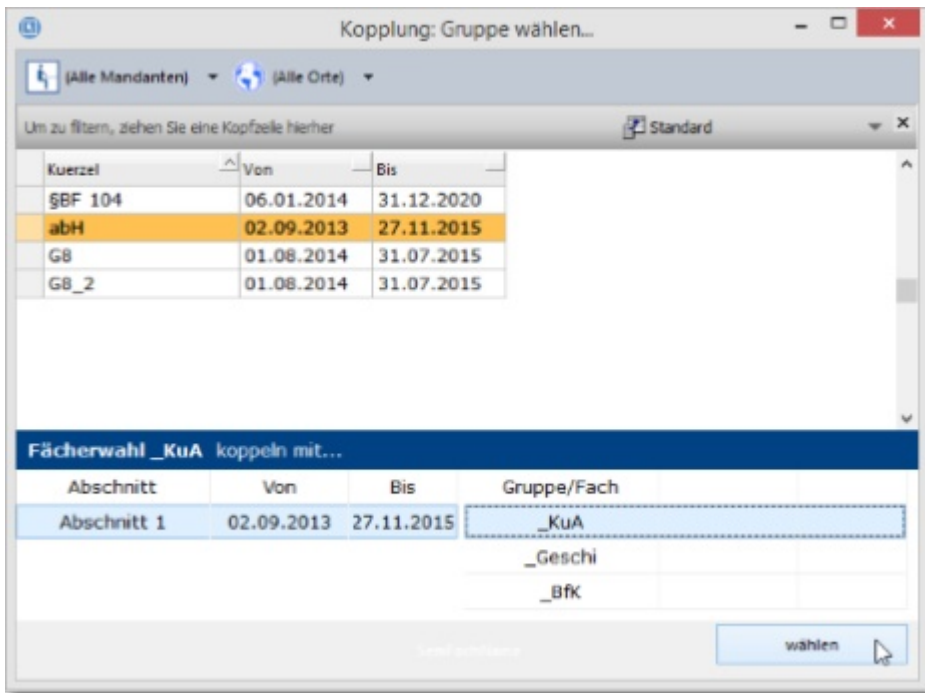 Kopplung: Gruppe wählen...
(Alle Mandanten) (Alle Orte)
Um zu filtern, ziehen Sie eine Kopfzeile hierher Standard
Kuerzel Von Bis
§BF 104 06.01.2014 31.12.2020
abH 02.09.2013 27.11.2015
G8 01.08.2014 31.07.2015
G8_2 01.08.2014 31.07.2015
Fächerwahl _KuA koppeln mit...
Abschnitt Von Bis Gruppe/Fach
Abschnitt 1 02.09.2013 27.11.2015 _KuA
_Geschi
_BfK
wählen